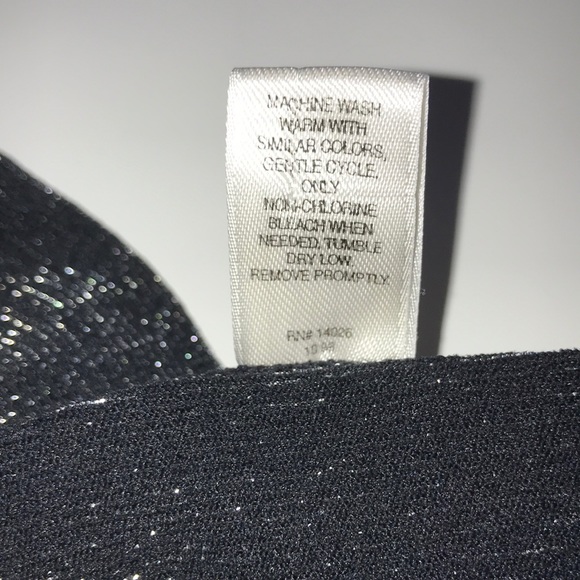 MACHINE WASH
WARM WITH
SIMILAR COLORS,
GENTLE CYCLE,
ONLY
NON-CHLORINE
BLEACH WHEN
NEEDED, TUMBLE
DRY LOW.
REMOVE PROMPTLY.
RN# 14026